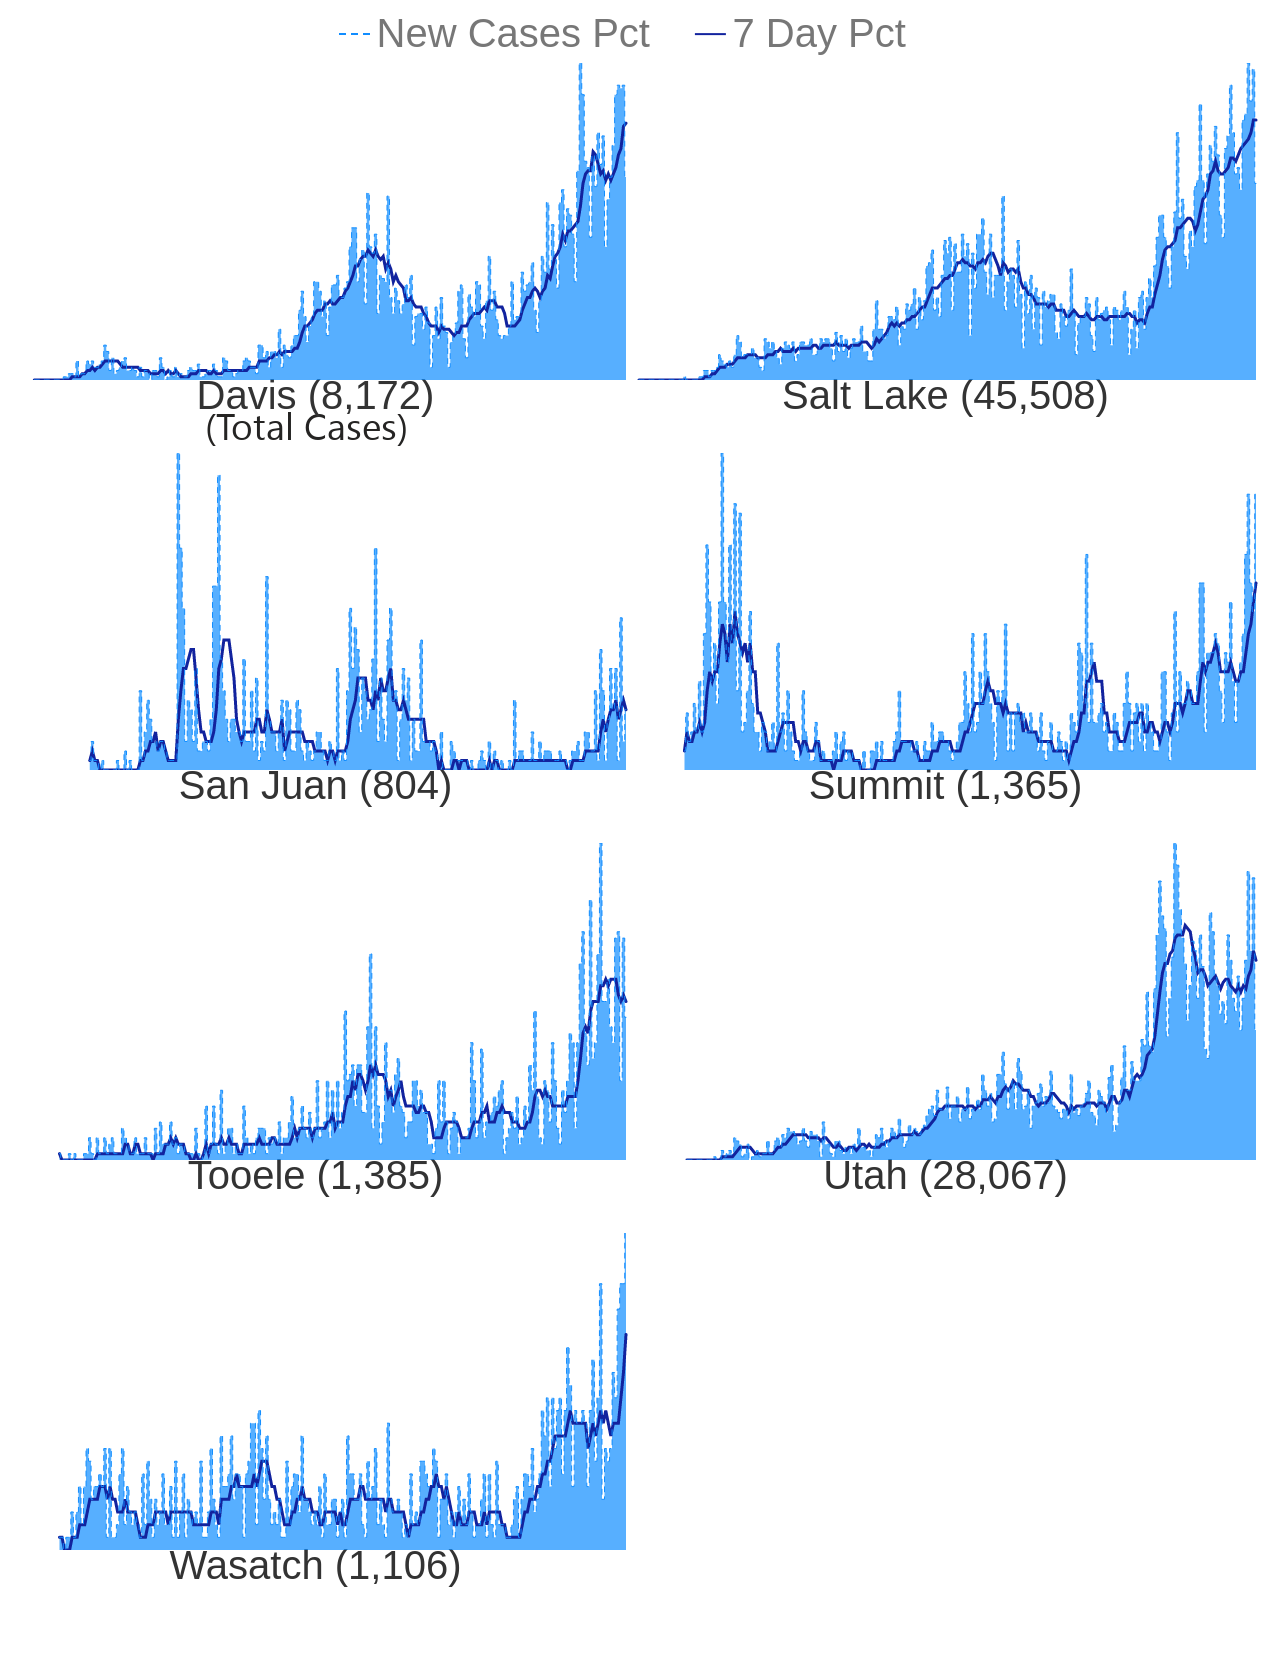 New Cases Pct 7 Day Pct
Davis (8,172) Salt Lake (45,508)
(Total Cases)
San Juan (804) Summit (1,365)
Tooele (1,385) Utah (28,067)
Wasatch (1,106)